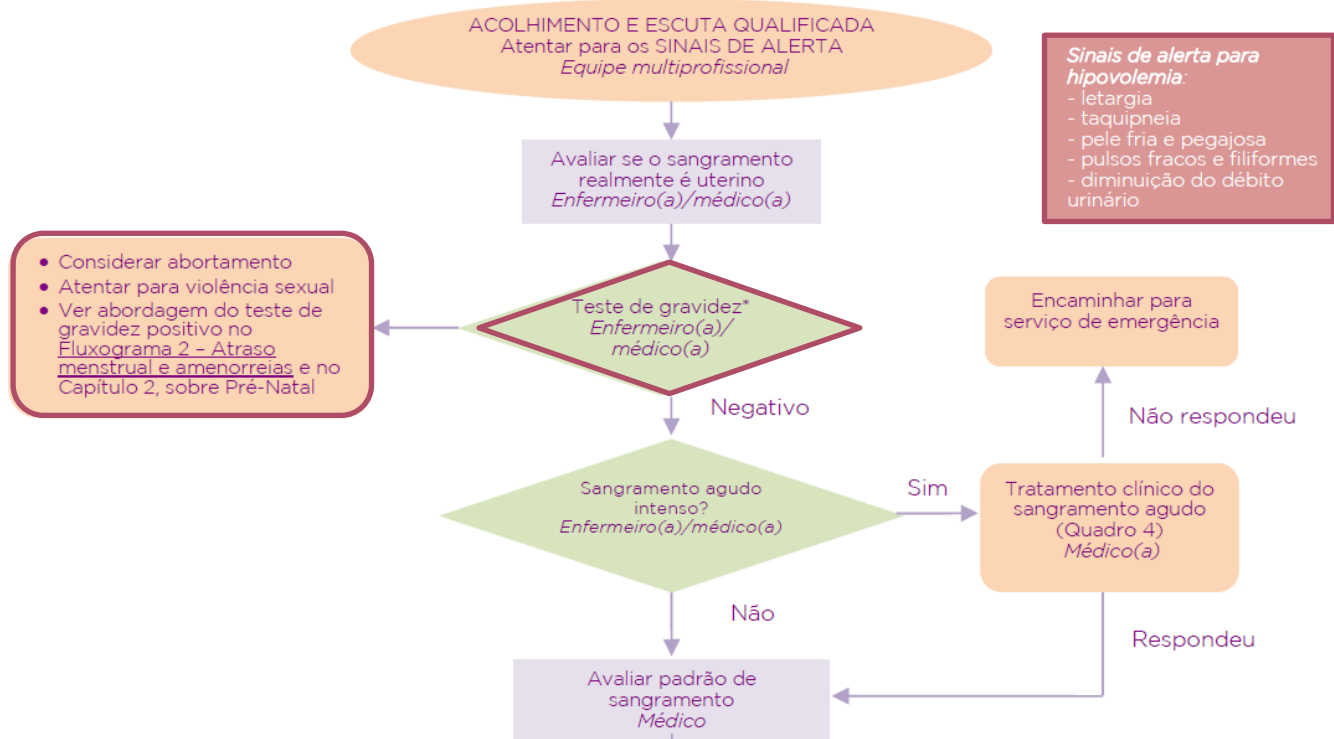 ACOLHIMENTO E ESCUTA QUALIFICADA
Atentar para os SINAIS DE ALERTA
Equipe multiprofissional
Sinais de alerta para
hipovolemia:
- letargia
- taquipneia
- pele fria e pegajosa
- pulsos fracos e filiformes
- diminuição do débito
urinário
Avaliar se o sangramento
realmente é uterino
Enfermeiro(a)/médico(a)
• Considerar abortamento
• Atentar para violência sexual
• Ver abordagem do teste de
gravidez positivo no
Fluxograma 2 – Atraso
menstrual e amenorreias e no
Capítulo 2, sobre Pré-Natal
Teste de gravidez*
Enfermeiro(a)/
médico(a)
Encaminhar para
serviço de emergência
Negativo
Não respondeu
Sangramento agudo
intenso?
Enfermeiro(a)/médico(a)
Sim
Tratamento clínico do
sangramento agudo
(Quadro 4)
Médico(a)
Não
Respondeu
Avaliar padrão de
sangramento
Médico